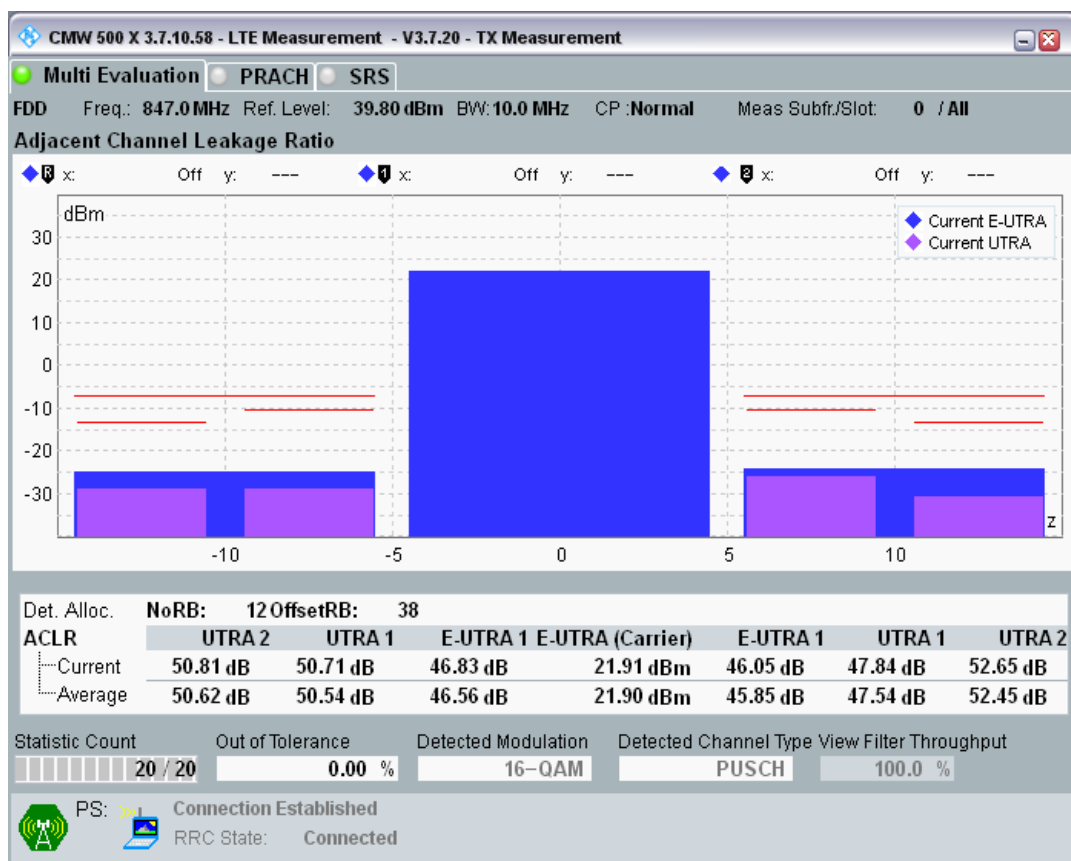 CMW 500 X 3.7.10.58 - LTE Measurement - V3.7.20 - TX Measurement
Multi Evaluation PRACH SRS
FDD Freq.: 847.0 MHz Ref. Level: 39.80 dBm BW: 10.0 MHz CP :Normal Meas Subfr./Slot: 0 / All
Adjacent Channel Leakage Ratio
R x: Off y: --- 1 x: Off y: --- 2 x: Off y: ---
dBm
Current E-UTRA
Current UTRA
30
20
10
0
-10
-20
-30
z
-10 -5 0 5 10
Det. Alloc. NoRB: 12 OffsetRB: 38
ACLR UTRA 2 UTRA 1 E-UTRA 1 E-UTRA (Carrier) E-UTRA 1 UTRA 1 UTRA 2
Current 50.81 dB 50.71 dB 46.83 dB 21.91 dBm 46.05 dB 47.84 dB 52.65 dB
Average 50.62 dB 50.54 dB 46.56 dB 21.90 dBm 45.85 dB 47.54 dB 52.45 dB
Statistic Count Out of Tolerance Detected Modulation Detected Channel Type View Filter Throughput
20 / 20 0.00 % 16-QAM PUSCH 100.0 %
PS: Connection Established
RRC State: Connected